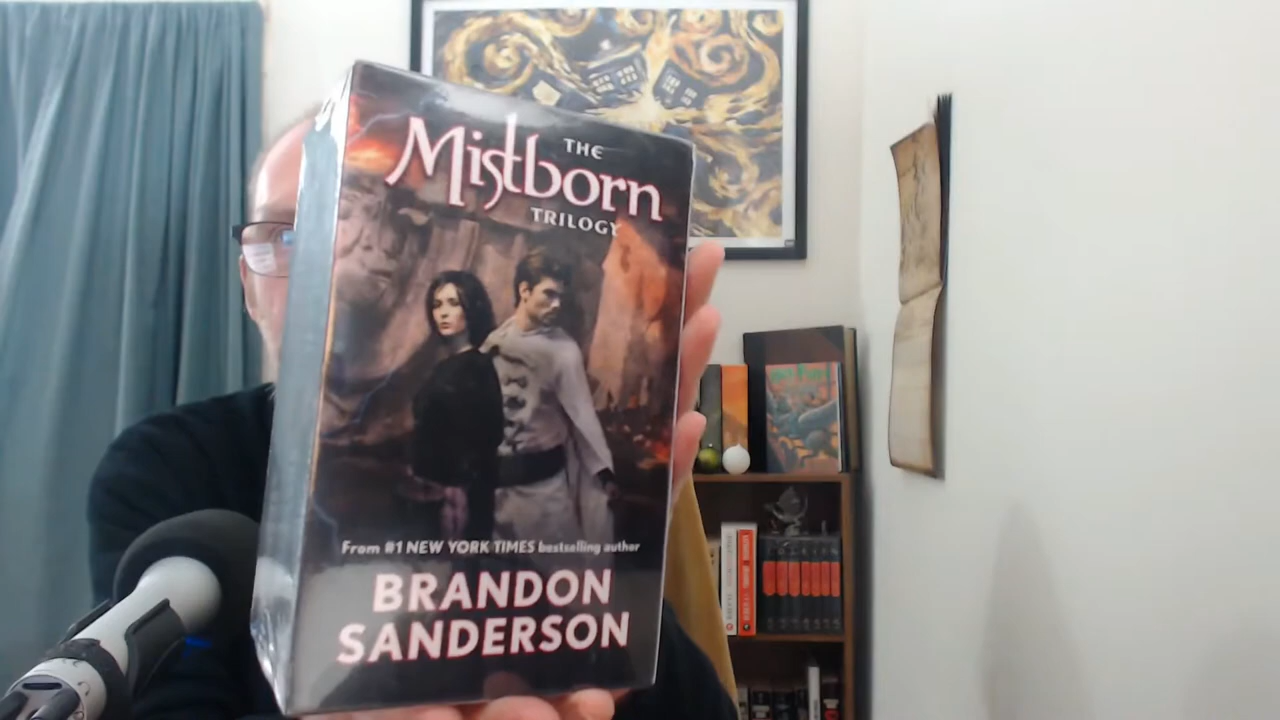 THE
Mistborn
TRILOGY
From #1 NEW YORK TIMES bestselling author
BRANDON
SANDERSON